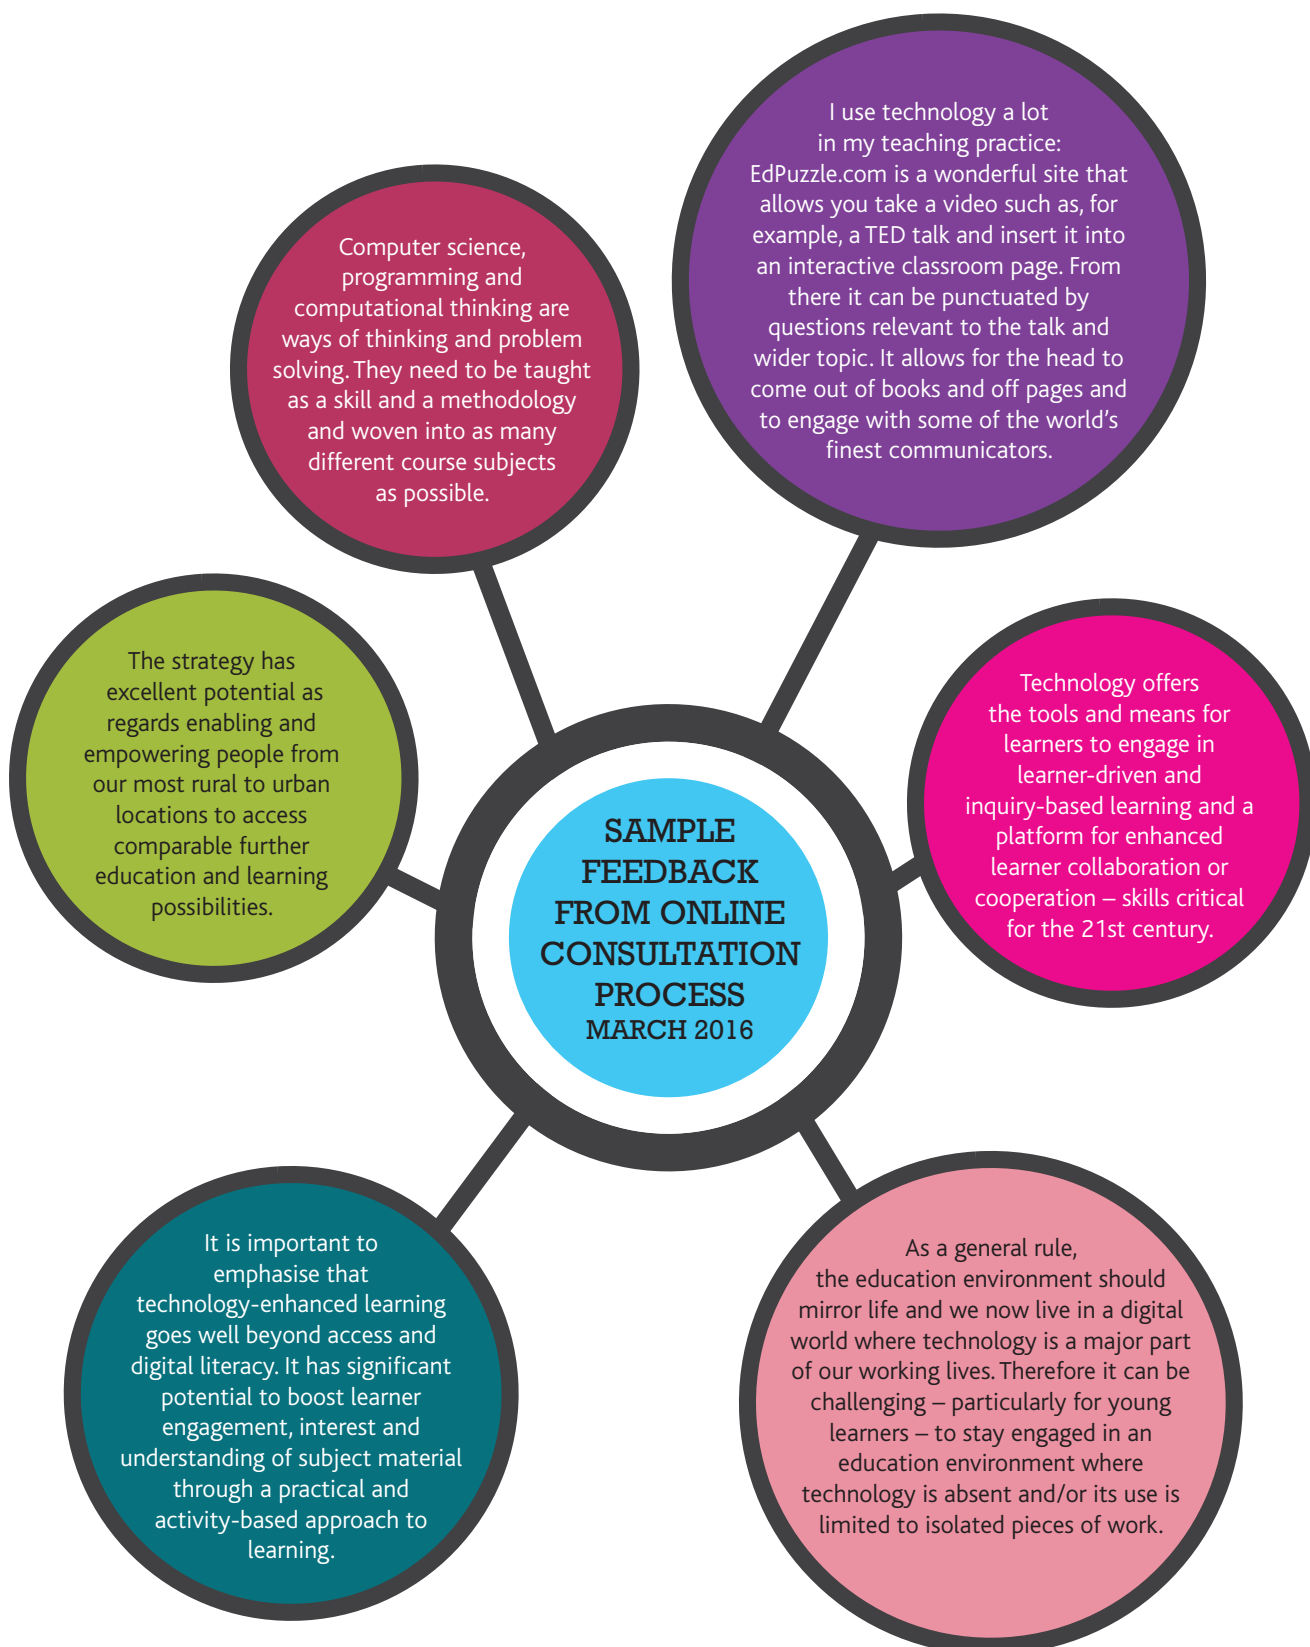 I use technology a lot
in my teaching practice:
EdPuzzle.com is a wonderful site that
allows you take a video such as, for
example, a TED talk and insert it into
an interactive classroom page. From
there it can be punctuated by
questions relevant to the talk and
wider topic. It allows for the head to
come out of books and off pages and
to engage with some of the world’s
finest communicators.
Computer science,
programming and
computational thinking are
ways of thinking and problem
solving. They need to be taught
as a skill and a methodology
and woven into as many
different course subjects
as possible.
The strategy has
excellent potential as
regards enabling and
empowering people from
our most rural to urban
locations to access
comparable further
education and learning
possibilities.
Technology offers
the tools and means for
learners to engage in
learner-driven and
inquiry-based learning and a
platform for enhanced
learner collaboration or
cooperation – skills critical
for the 21st century.
SAMPLE
FEEDBACK
FROM ONLINE
CONSULTATION
PROCESS
MARCH 2016
It is important to
emphasise that
technology-enhanced learning
goes well beyond access and
digital literacy. It has significant
potential to boost learner
engagement, interest and
understanding of subject material
through a practical and
activity-based approach to
learning.
As a general rule,
the education environment should
mirror life and we now live in a digital
world where technology is a major part
of our working lives. Therefore it can be
challenging – particularly for young
learners – to stay engaged in an
education environment where
technology is absent and/or its use is
limited to isolated pieces of work.